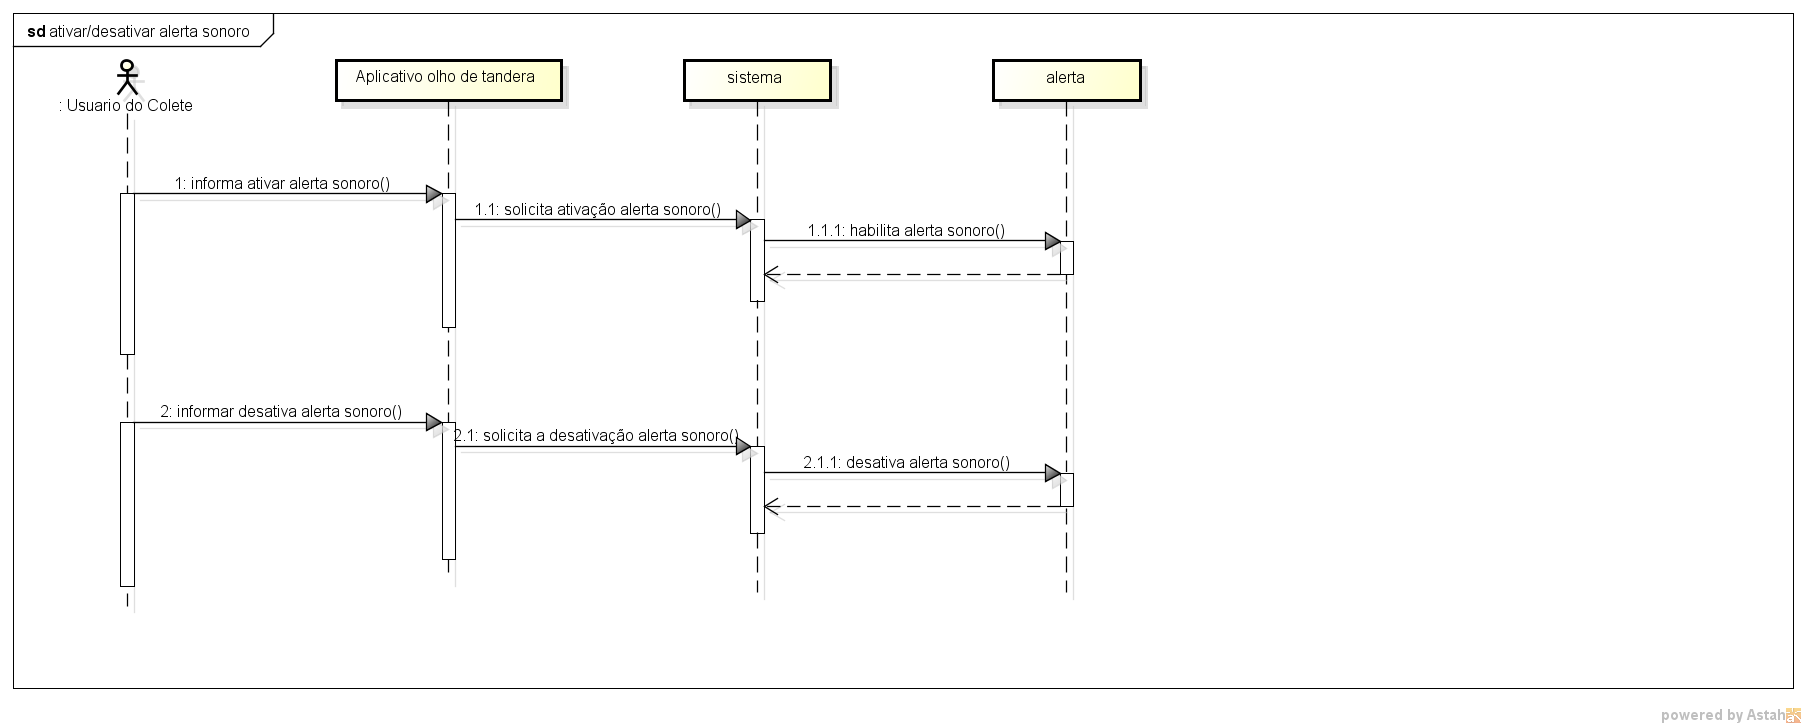 sd ativar/desativar alerta sonoro
: Usuario do Colete
Aplicativo olho de tandera
sistema
alerta
1: informa ativar alerta sonoro()
1.1: solicita ativação alerta sonoro()
1.1.1: habilita alerta sonoro()
2: informar desativa alerta sonoro()
2.1: solicita a desativação alerta sonoro()
2.1.1: desativa alerta sonoro()
powered by Astah